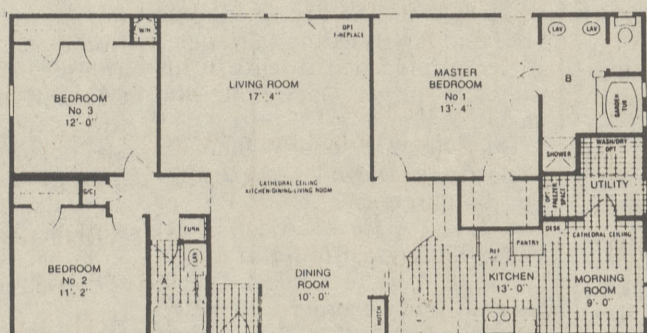 W/H
OPT
FIREPLACE
LAV
LAV
BEDROOM
No 3
12'- 0"
LIVING ROOM
17'- 4"
MASTER
BEDROOM
No 1
13'- 4"
B
GARDEN
TUB
SHOWER
WASH/DRY
OPT
UTILITY
OPT
FREEZER
SPACE
CATHEDRAL CEILING
KITCHEN-DINING-LIVING ROOM
G/C
FURN
A
BEDROOM
No 2
11'- 2"
DINING
ROOM
10'- 0"
HUTCH
REF
PANTRY
DESK
CATHEDRAL CEILING
KITCHEN
13'- 0"
MORNING
ROOM
9'- 0"